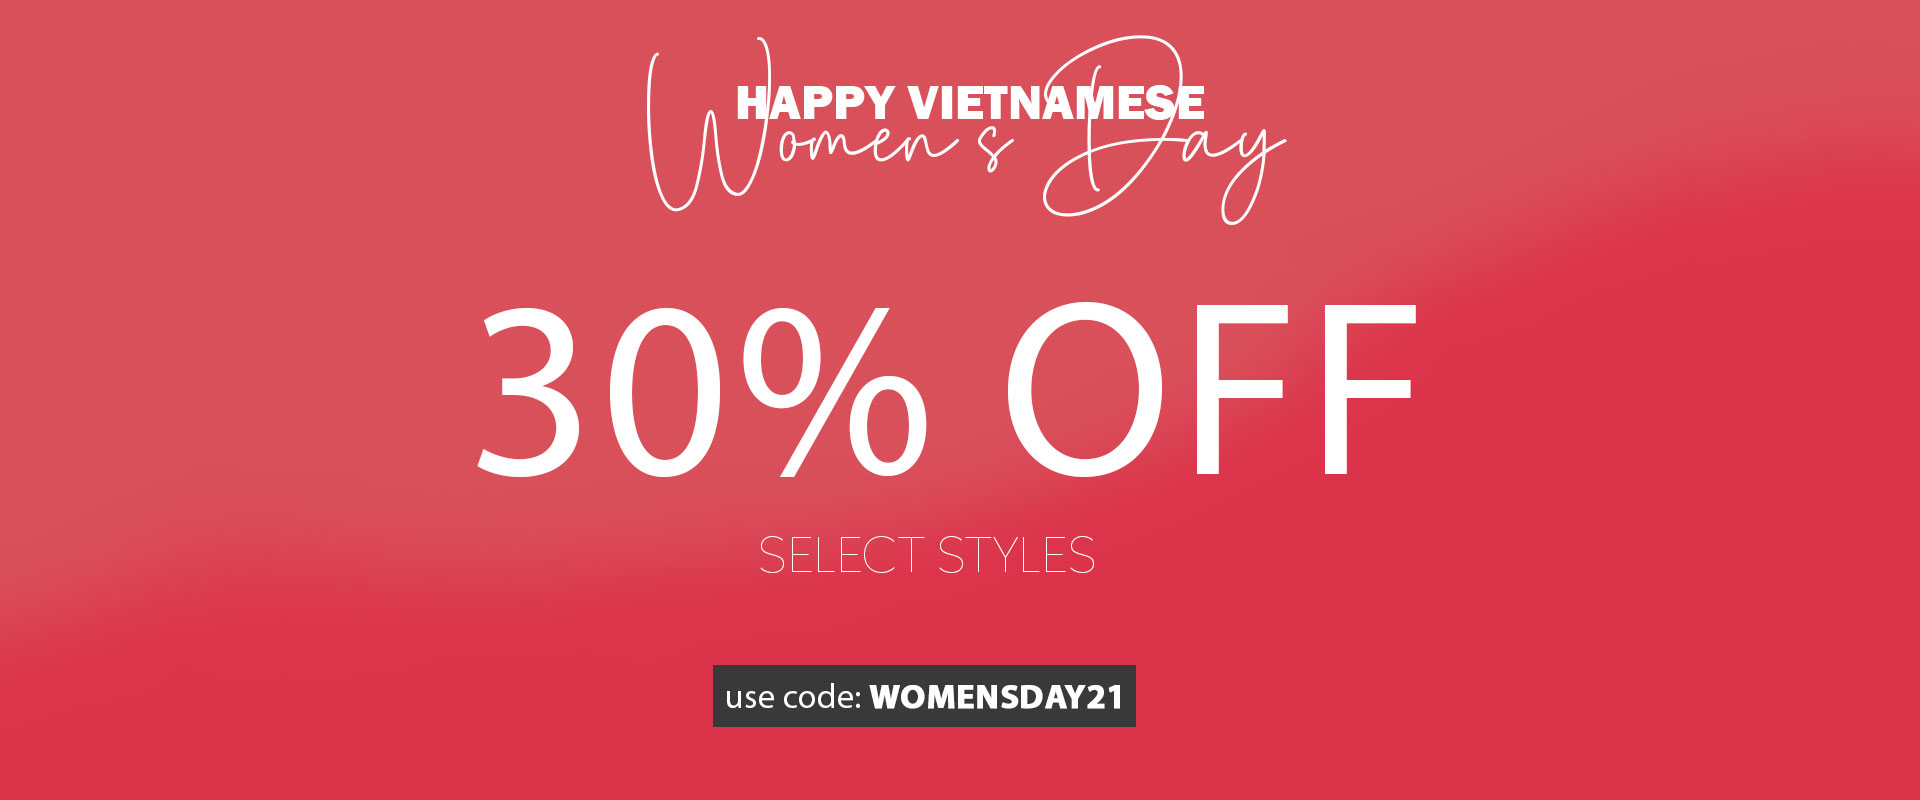 HAPPY VIETNAMESE
Women's Day
30% OFF
SELECT STYLES
use code: WOMENSDAY21